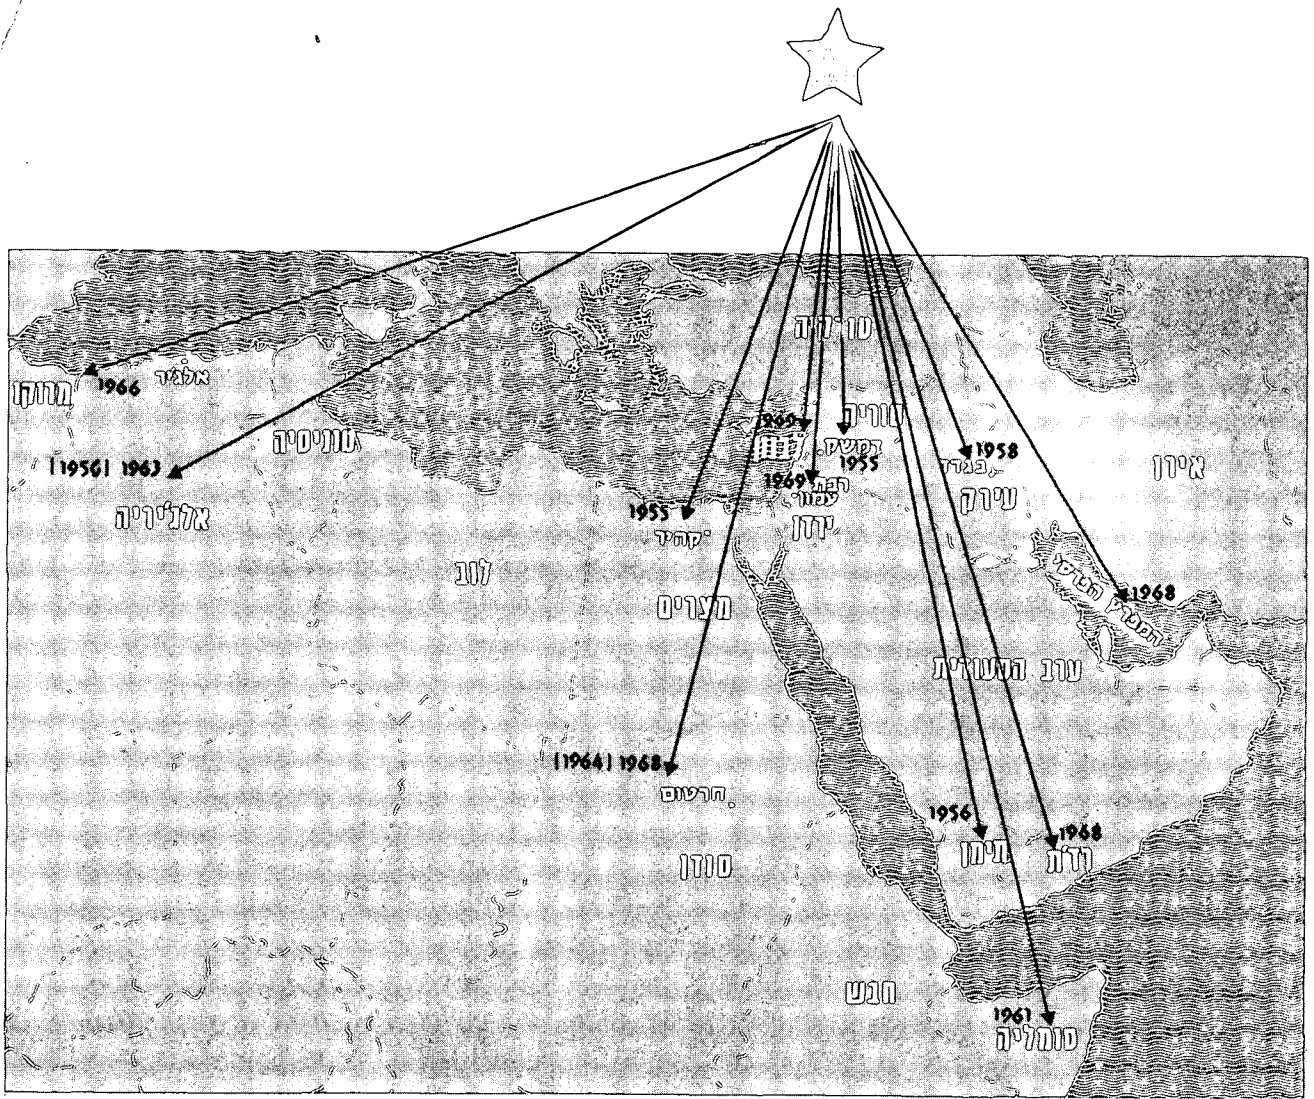 טורקיה
מרוקו
1966
אלג'יר
תוניסיה
(1956) 1963
אלג'יריה
סוריה
דמשק
1955
1969
רבת
עמון
ירדן
1958
בגדד
עירק
אירן
1955
קהיר
לוב
מצרים
1968
המפרץ הפרסי
ערב הסעודית
(1964) 1968
חרטום
סודן
1956
תימן
1968
חבש
1961
סומליה